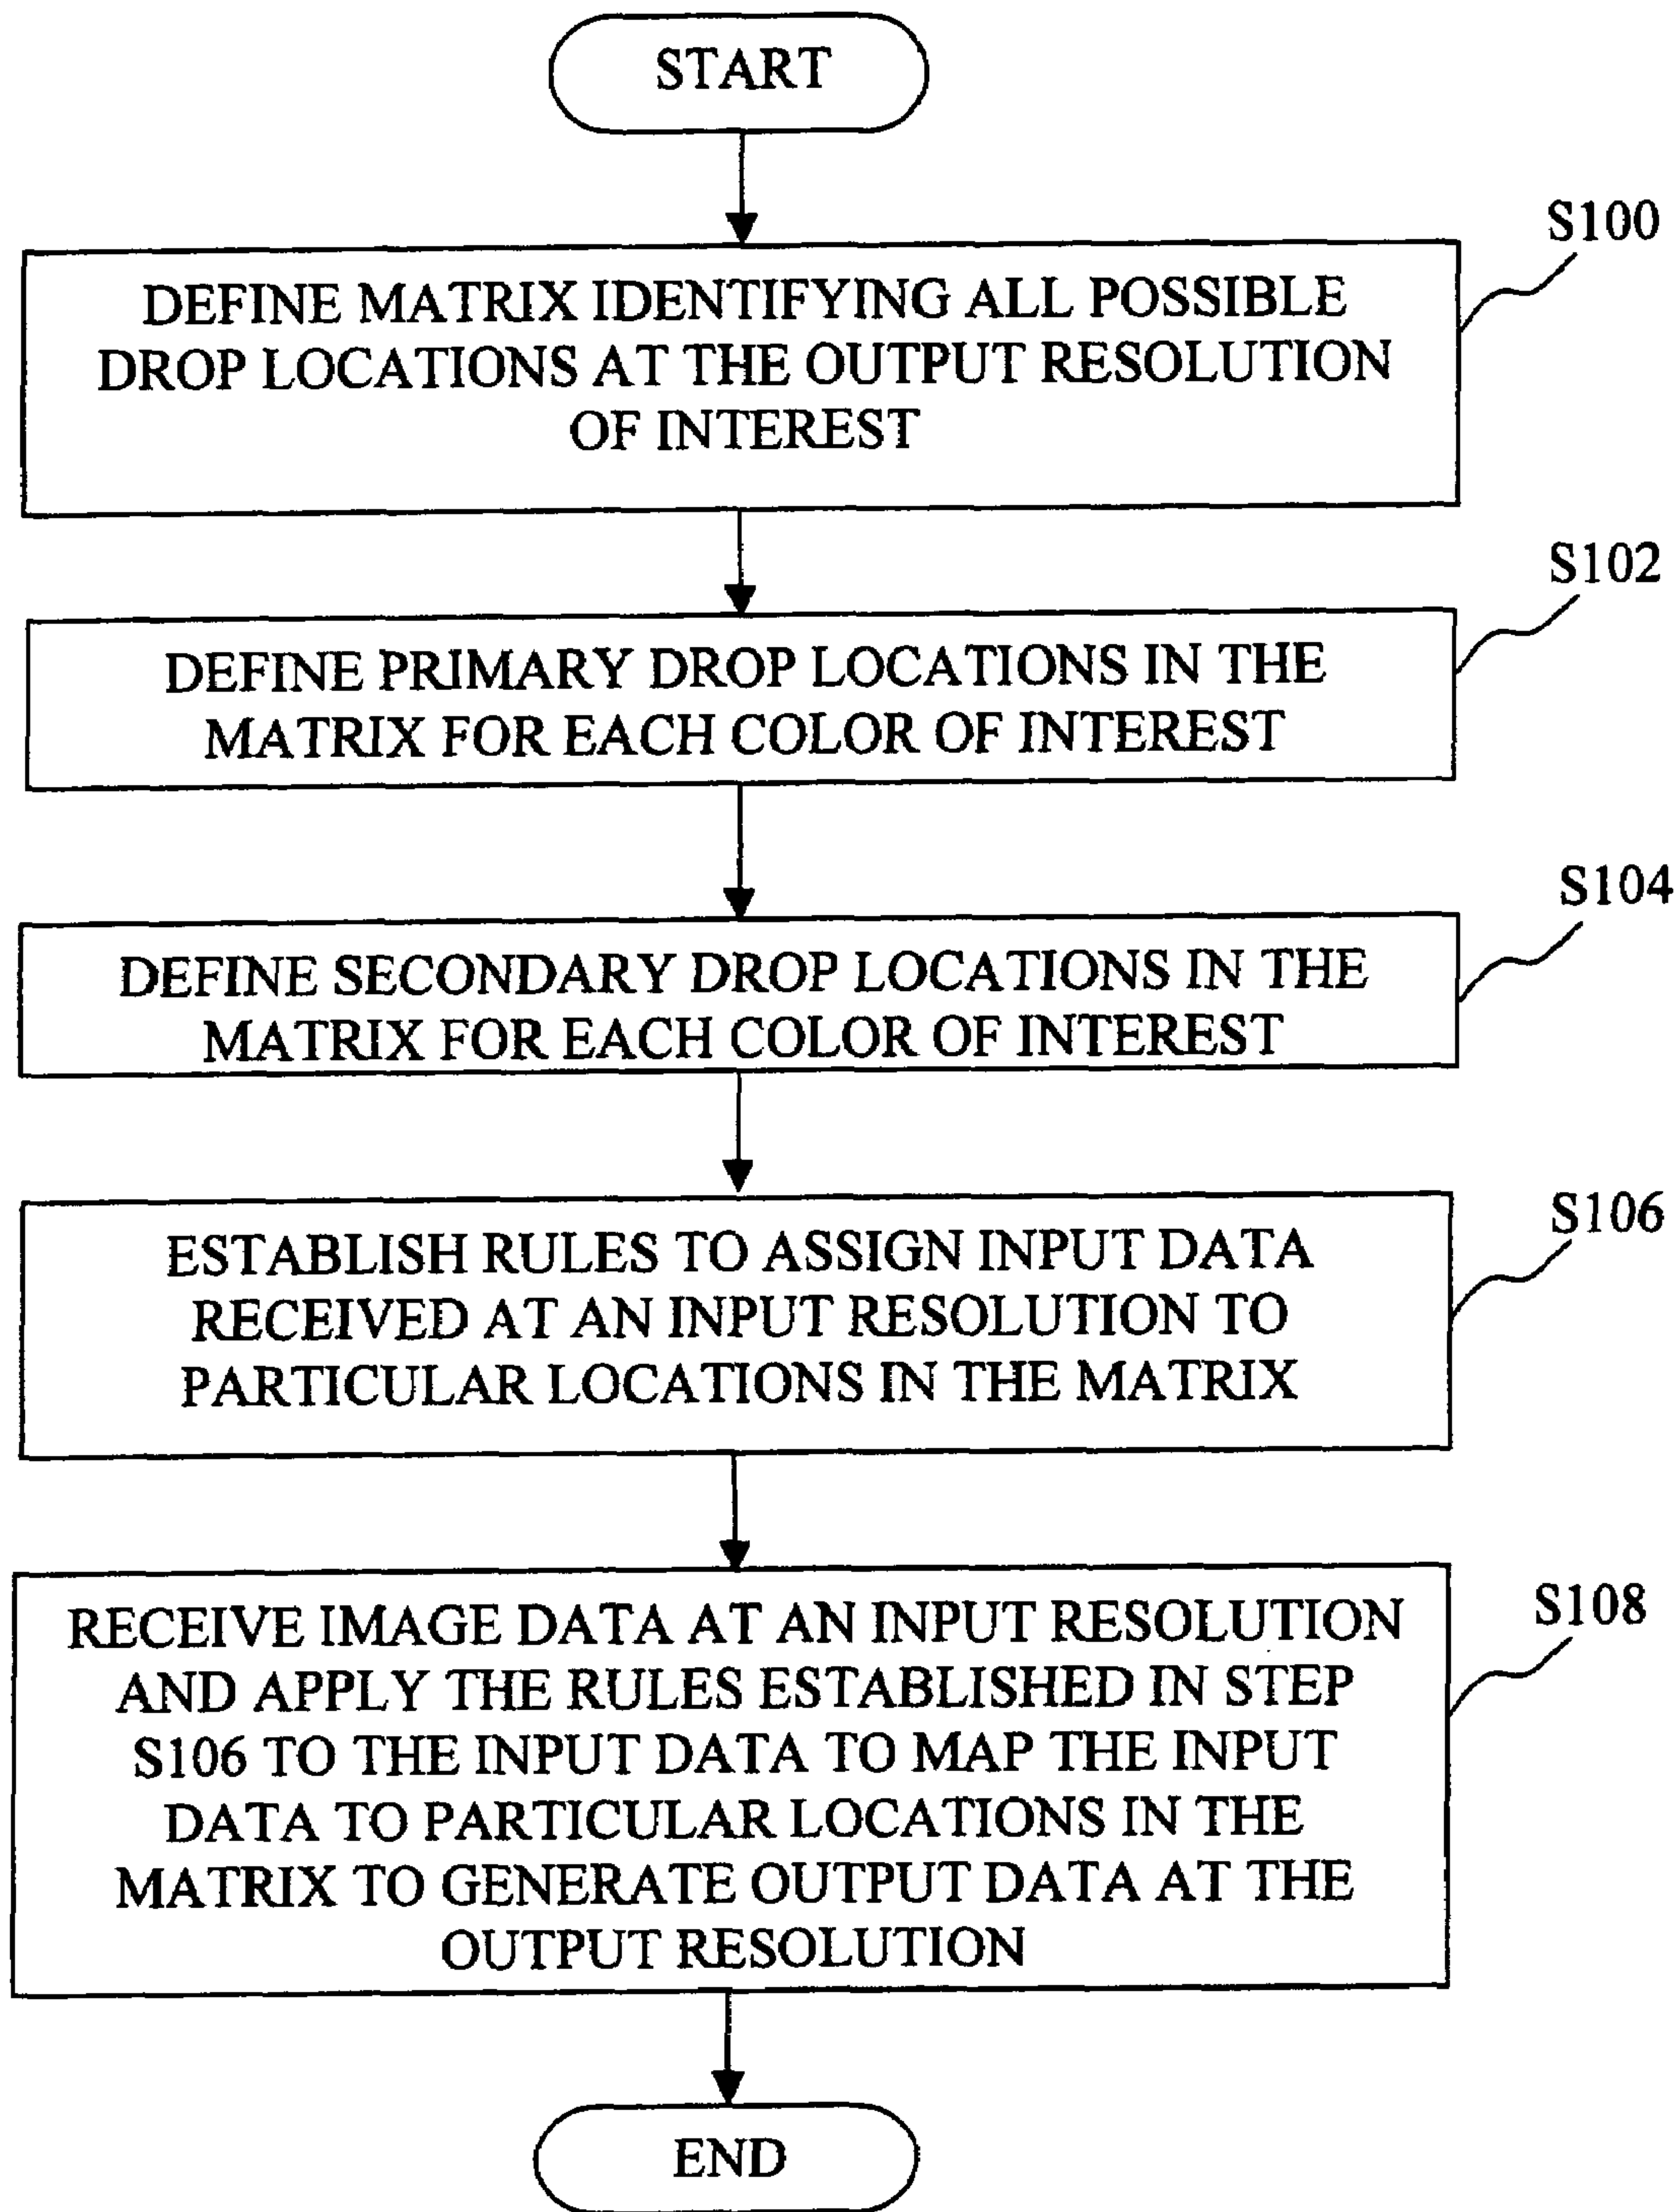 START
S100
DEFINE MATRIX IDENTIFYING ALL POSSIBLE
DROP LOCATIONS AT THE OUTPUT RESOLUTION
OF INTEREST
S102
DEFINE PRIMARY DROP LOCATIONS IN THE
MATRIX FOR EACH COLOR OF INTEREST
S104
DEFINE SECONDARY DROP LOCATIONS IN THE
MATRIX FOR EACH COLOR OF INTEREST
S106
ESTABLISH RULES TO ASSIGN INPUT DATA
RECEIVED AT AN INPUT RESOLUTION TO
PARTICULAR LOCATIONS IN THE MATRIX
S108
RECEIVE IMAGE DATA AT AN INPUT RESOLUTION
AND APPLY THE RULES ESTABLISHED IN STEP
S106 TO THE INPUT DATA TO MAP THE INPUT
DATA TO PARTICULAR LOCATIONS IN THE
MATRIX TO GENERATE OUTPUT DATA AT THE
OUTPUT RESOLUTION
END